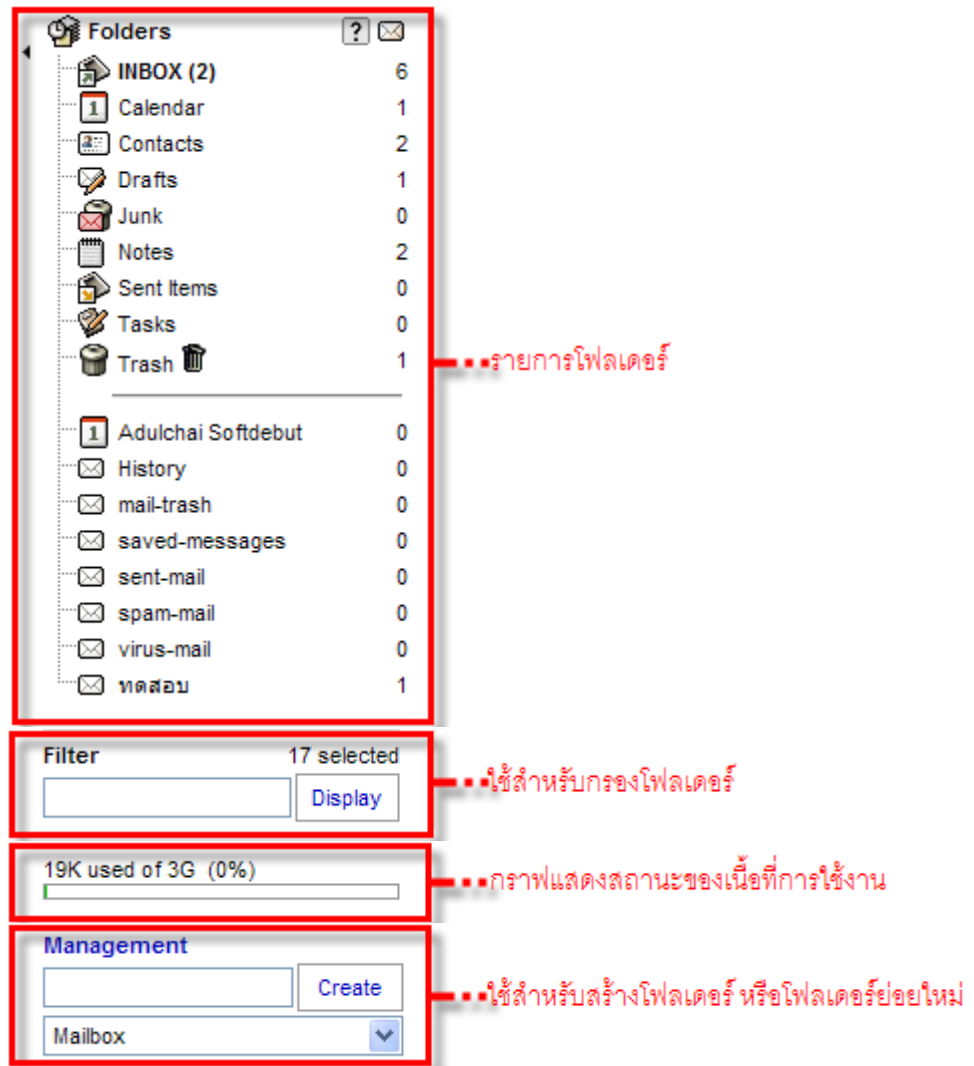 Folders ?
INBOX (2) 6
1 Calendar 1
Contacts 2
Drafts 1
Junk 0
Notes 2
Sent Items 0
Tasks 0
Trash 1
รายการโฟลเดอร์
1 Adulchai Softdebut 0
History 0
mail-trash 0
saved-messages 0
sent-mail 0
spam-mail 0
virus-mail 0
ทดสอบ 1
Filter 17 selected
Display
ใช้สำหรับกรองโฟลเดอร์
19K used of 3G (0%)
กราฟแสดงสถานะของเนื้อที่การใช้งาน
Management
Create
ใช้สำหรับสร้างโฟลเดอร์ หรือโฟลเดอร์ย่อยใหม่
Mailbox